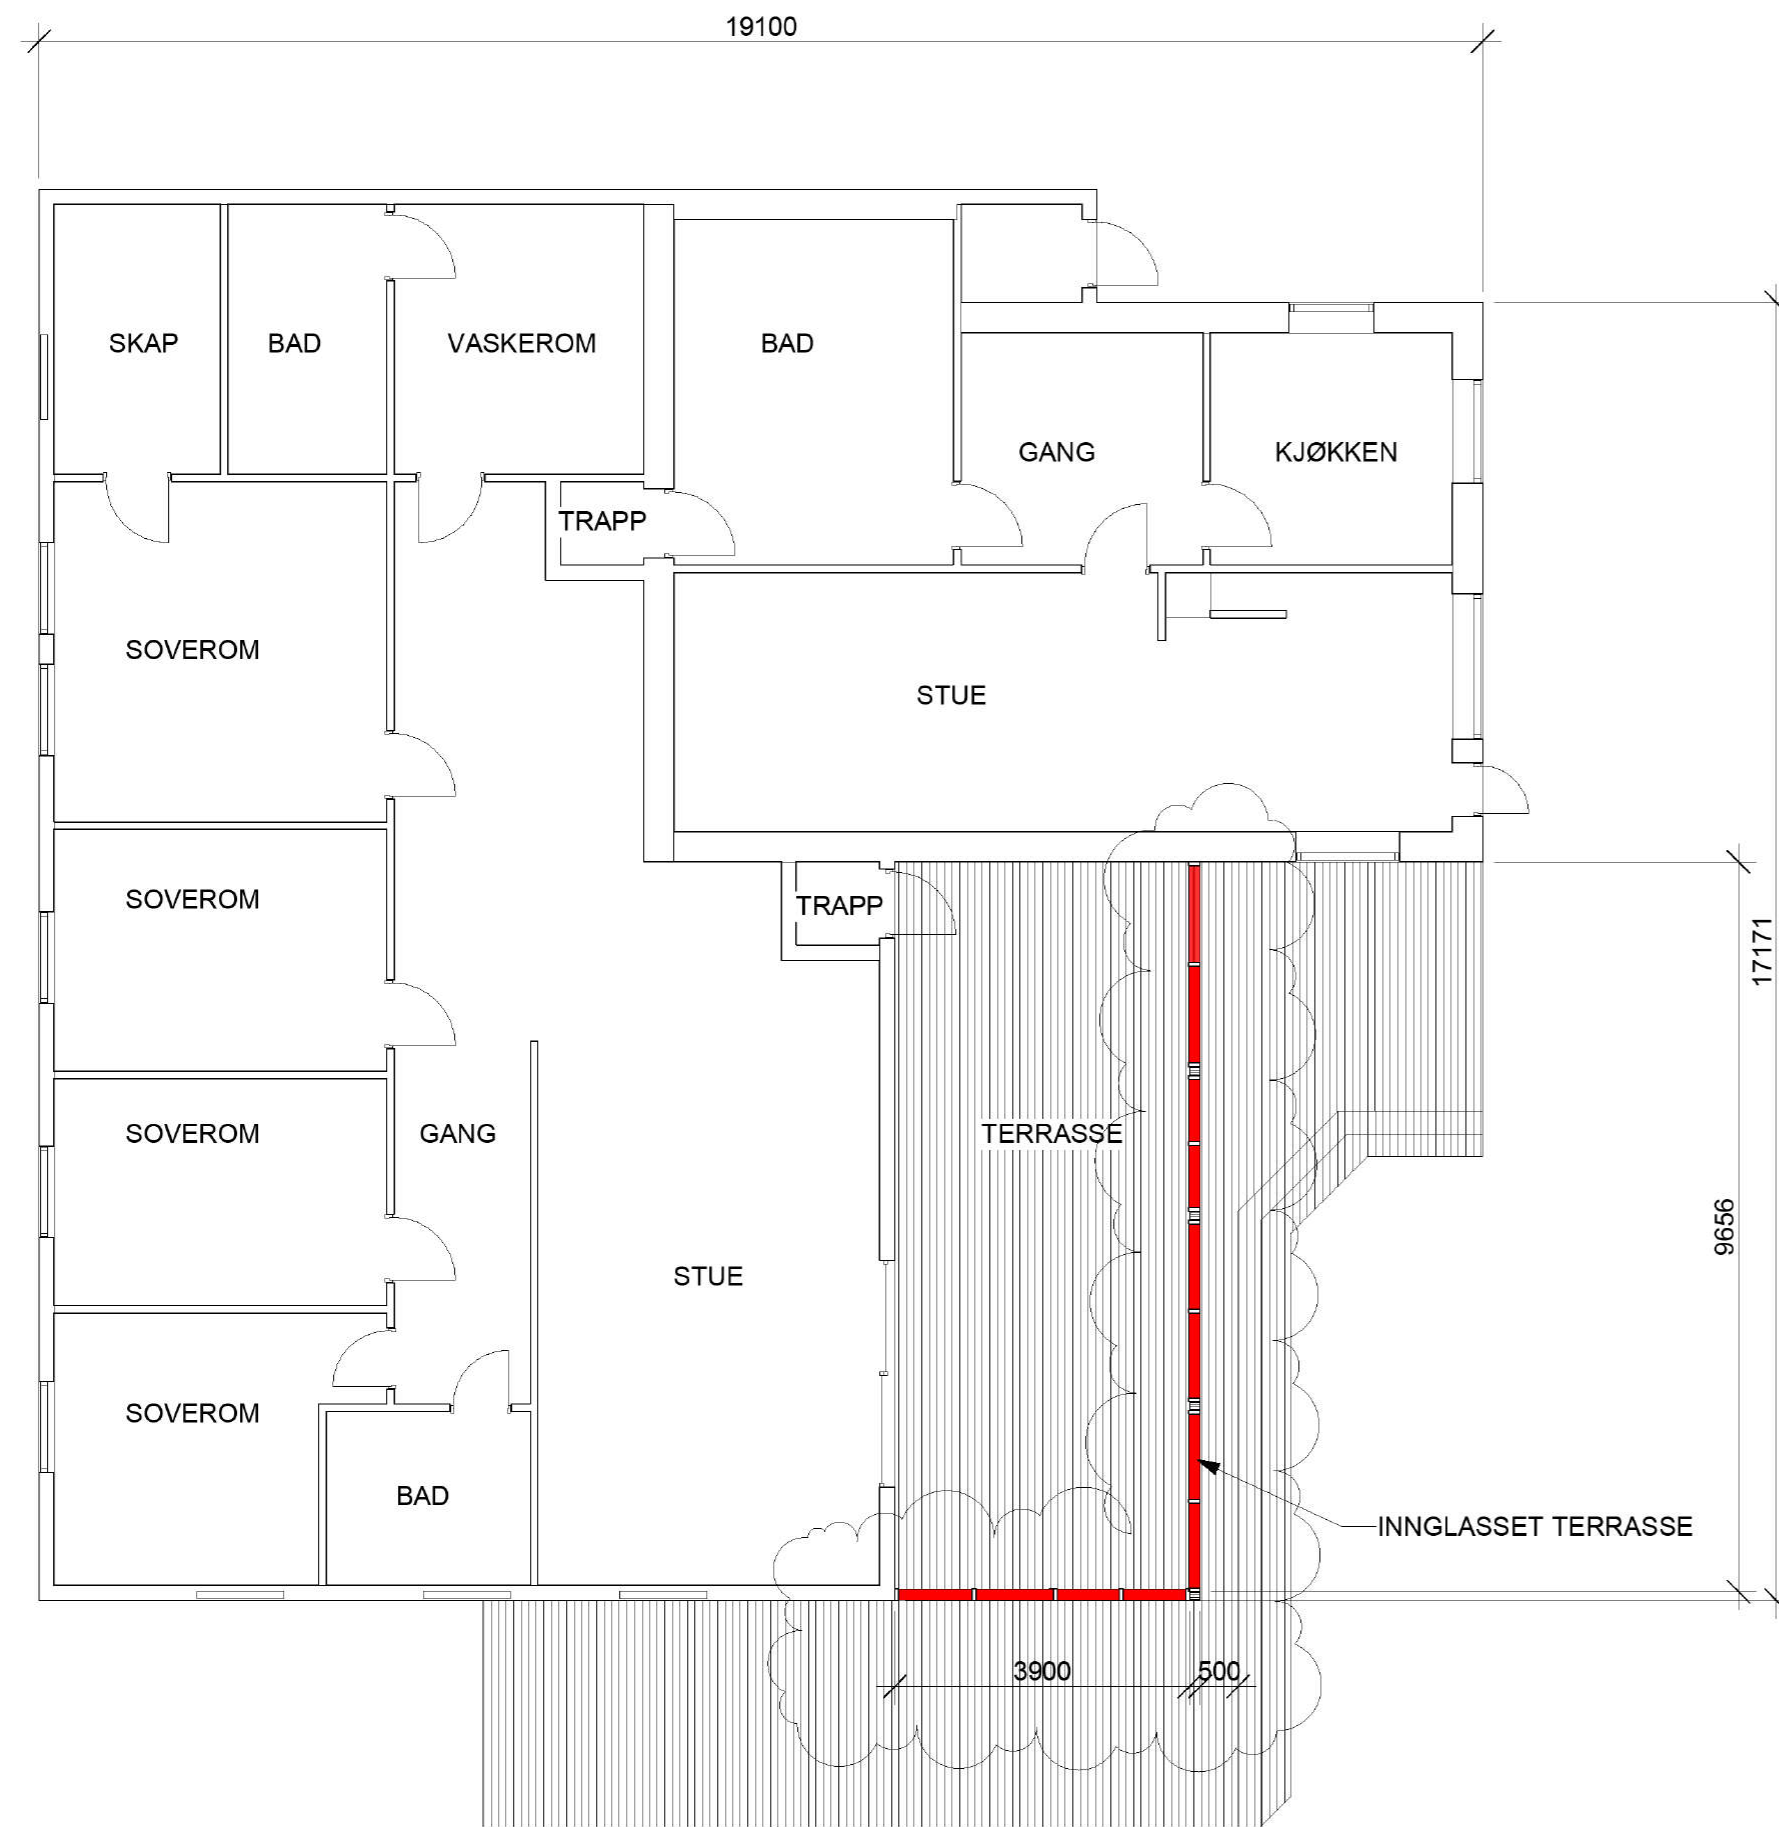 19100
SKAP
BAD
VASKEROM
BAD
GANG
KJØKKEN
TRAPP
SOVEROM
STUE
SOVEROM
TRAPP
17171
SOVEROM
GANG
TERRASSE
9656
STUE
SOVEROM
BAD
INNGLASSET TERRASSE
3900
500